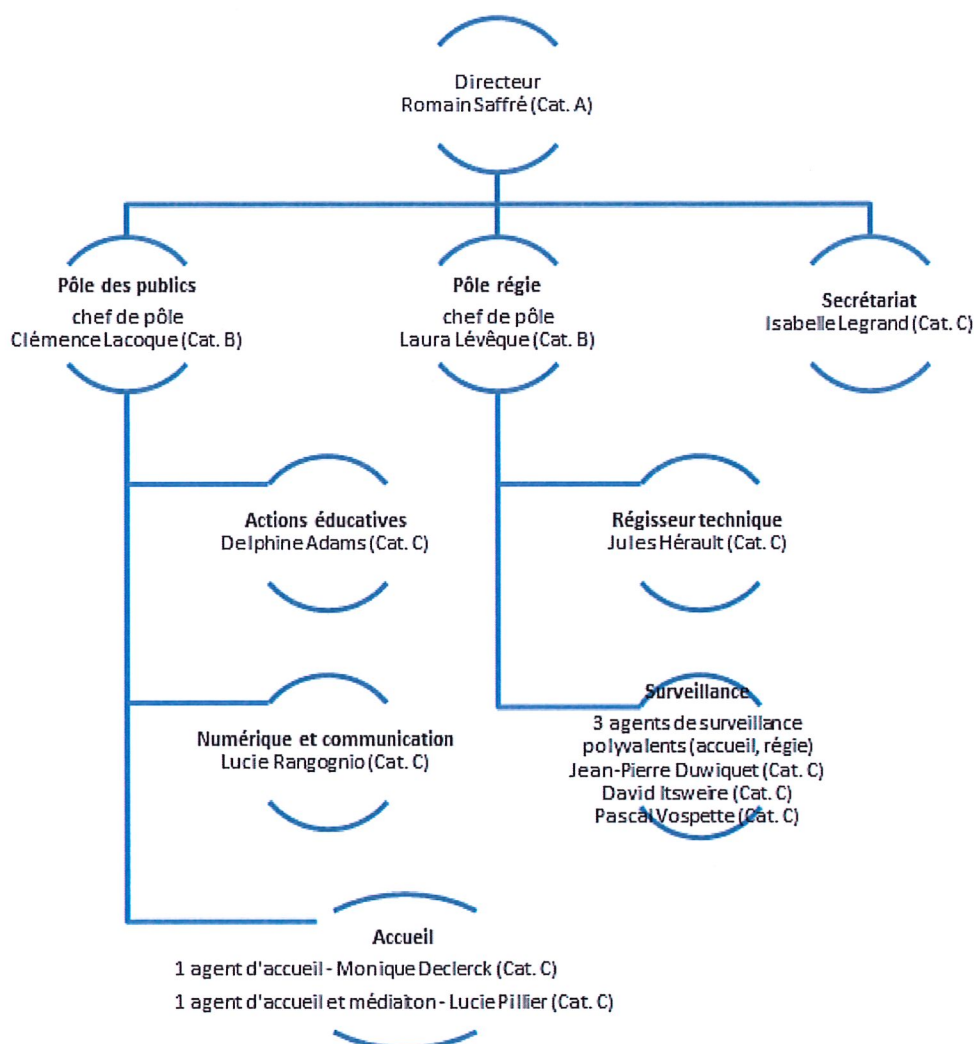 Directeur
Romain Saffré (Cat. A)
Pôle des publics
chef de pôle
Clémence Lacoque (Cat. B)
Pôle régie
chef de pôle
Laura Lévêque (Cat. B)
Secrétariat
Isabelle Legrand (Cat. C)
Actions éducatives
Delphine Adams (Cat. C)
Régisseur technique
Jules Hérault (Cat. C)
Numérique et communication
Lucie Rangognio (Cat. C)
Surveillance
3 agents de surveillance
polyvalents (accueil, régie)
Jean-Pierre Duwiquet (Cat. C)
David Itsweire (Cat. C)
Pascal Vospette (Cat. C)
Accueil
1 agent d'accueil - Monique Declerck (Cat. C)
1 agent d'accueil et médiaiton - Lucie Pillier (Cat. C)